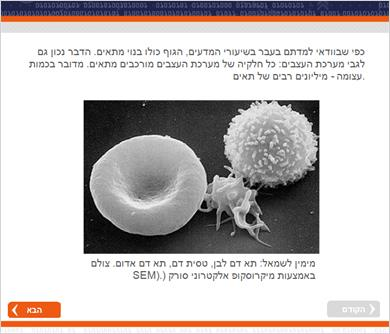 כפי שבוודאי למדתם בעבר בשיעורי המדעים, הגוף כולו בנוי מתאים. הדבר נכון גם
לגבי מערכת העצבים: כל חלקיה של מערכת העצבים מורכבים מתאים. מדובר בכמות
עצומה - מיליונים רבים של תאים.
מימין לשמאל: תא דם לבן, טסית דם, תא דם אדום. צולם
באמצעות מיקרוסקופ אלקטרוני סורק (.(SEM
הקודם
הבא